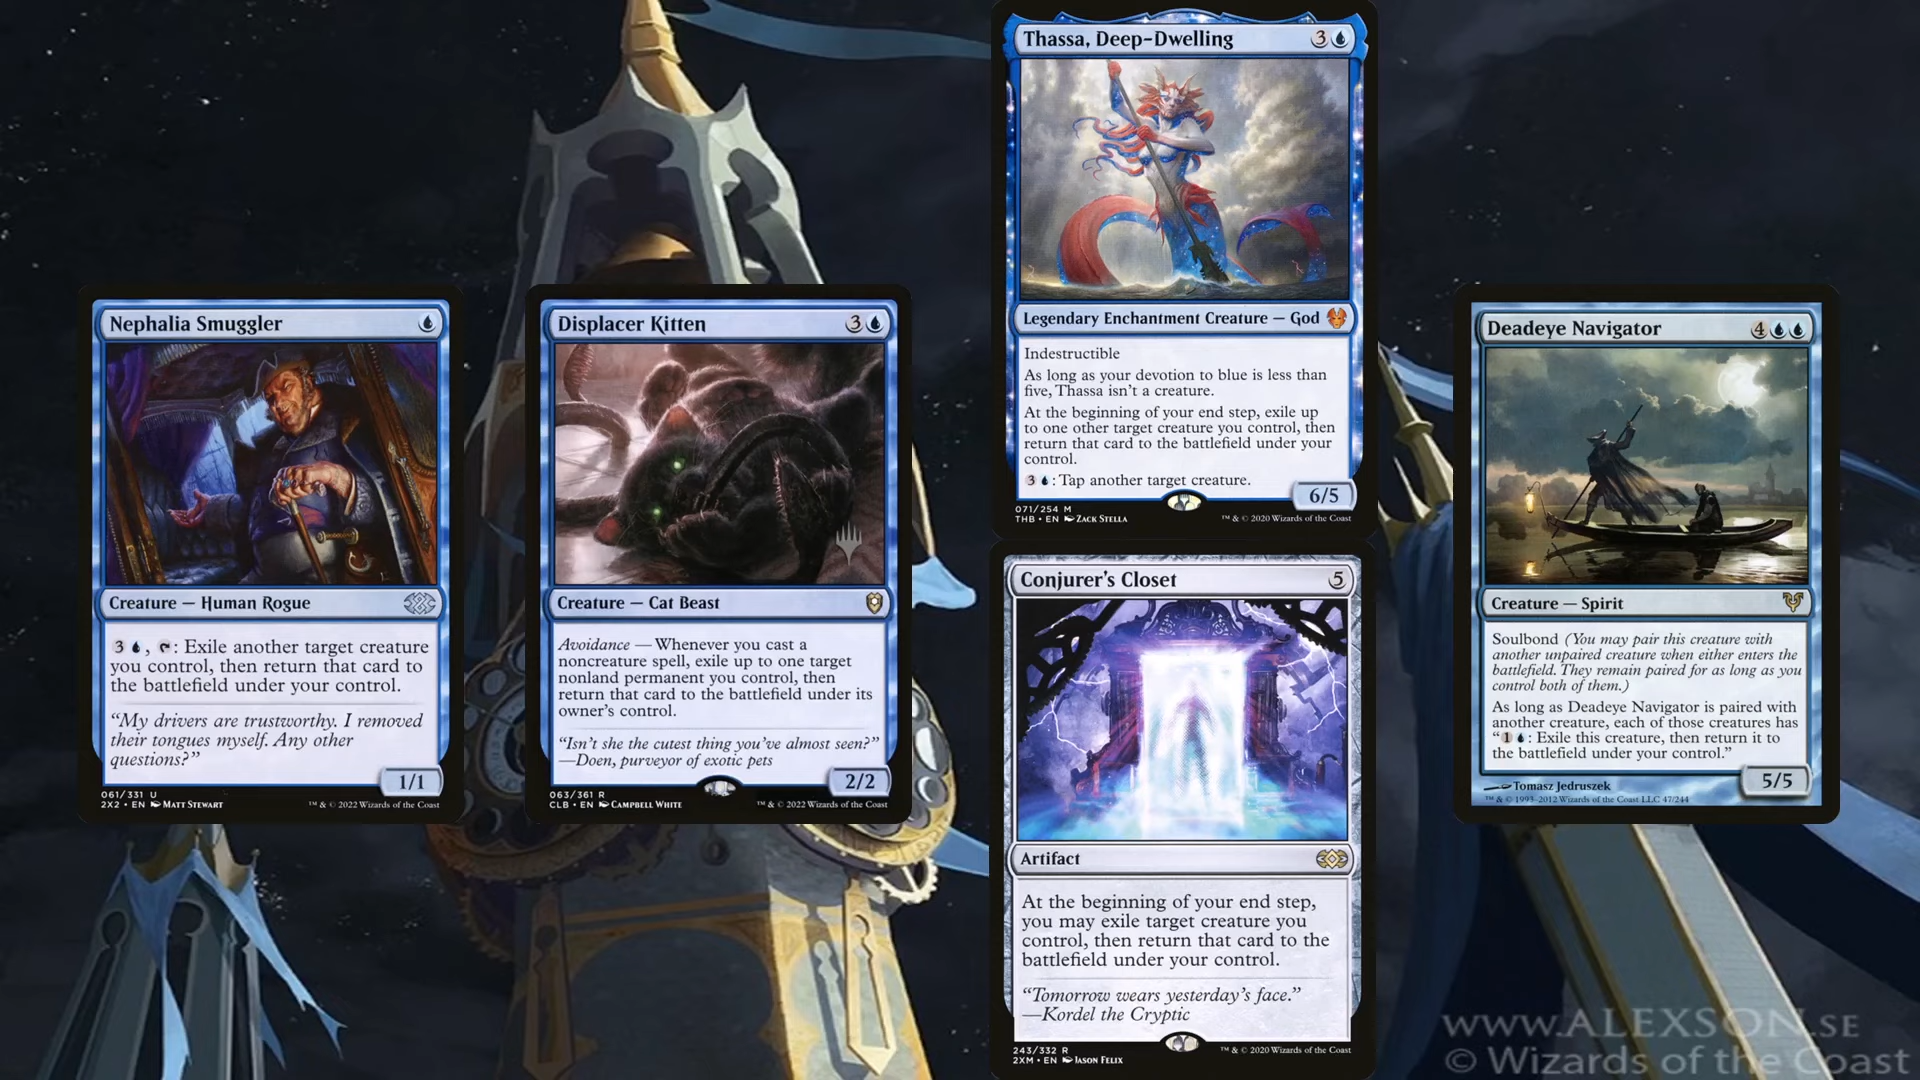 Nephalia Smuggler
Creature — Human Rogue
3 , : Exile another target creature
you control, then return that card to
the battlefield under your control.
“My drivers are trustworthy. I removed
their tongues myself. Any other
questions?”
1/1
061/331 U
2X2 • EN Matt Stewart
™ & © 2022 Wizards of the Coast
Displacer Kitten
3
Creature — Cat Beast
Avoidance — Whenever you cast a
noncreature spell, exile up to one target
nonland permanent you control, then
return that card to the battlefield under its
owner’s control.
“Isn’t she the cutest thing you’ve almost seen?”
—Doen, purveyor of exotic pets
2/2
063/361 R
CLB • EN Campbell White
™ & © 2022 Wizards of the Coast
Thassa, Deep-Dwelling
3
Legendary Enchantment Creature — God
Indestructible
As long as your devotion to blue is less than
five, Thassa isn’t a creature.
At the beginning of your end step, exile up
to one other target creature you control, then
return that card to the battlefield under your
control.
3 : Tap another target creature.
6/5
071/254 M
THB • EN Zack Stella
™ & © 2020 Wizards of the Coast
Conjurer’s Closet
5
Artifact
At the beginning of your end step,
you may exile target creature you
control, then return that card to the
battlefield under your control.
“Tomorrow wears yesterday’s face.”
—Kordel the Cryptic
243/332 R
2XM • EN Jason Felix
™ & © 2020 Wizards of the Coast
Deadeye Navigator
4
Creature — Spirit
Soulbond (You may pair this creature with
another unpaired creature when either enters the
battlefield. They remain paired for as long as you
control both of them.)
As long as Deadeye Navigator is paired with
another creature, each of those creatures has
“1 : Exile this creature, then return it to
the battlefield under your control.”
5/5
Tomasz Jedruszek
™ & © 1993–2012 Wizards of the Coast LLC 47/244
WWW.ALEXSON.SE
© Wizards of the Coast